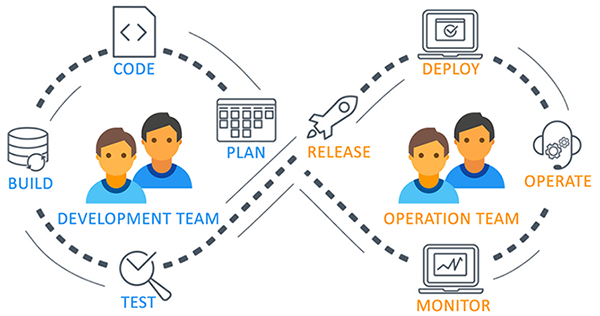 CODE
DEPLOY
PLAN
RELEASE
BUILD
OPERATE
DEVELOPMENT TEAM
OPERATION TEAM
TEST
MONITOR